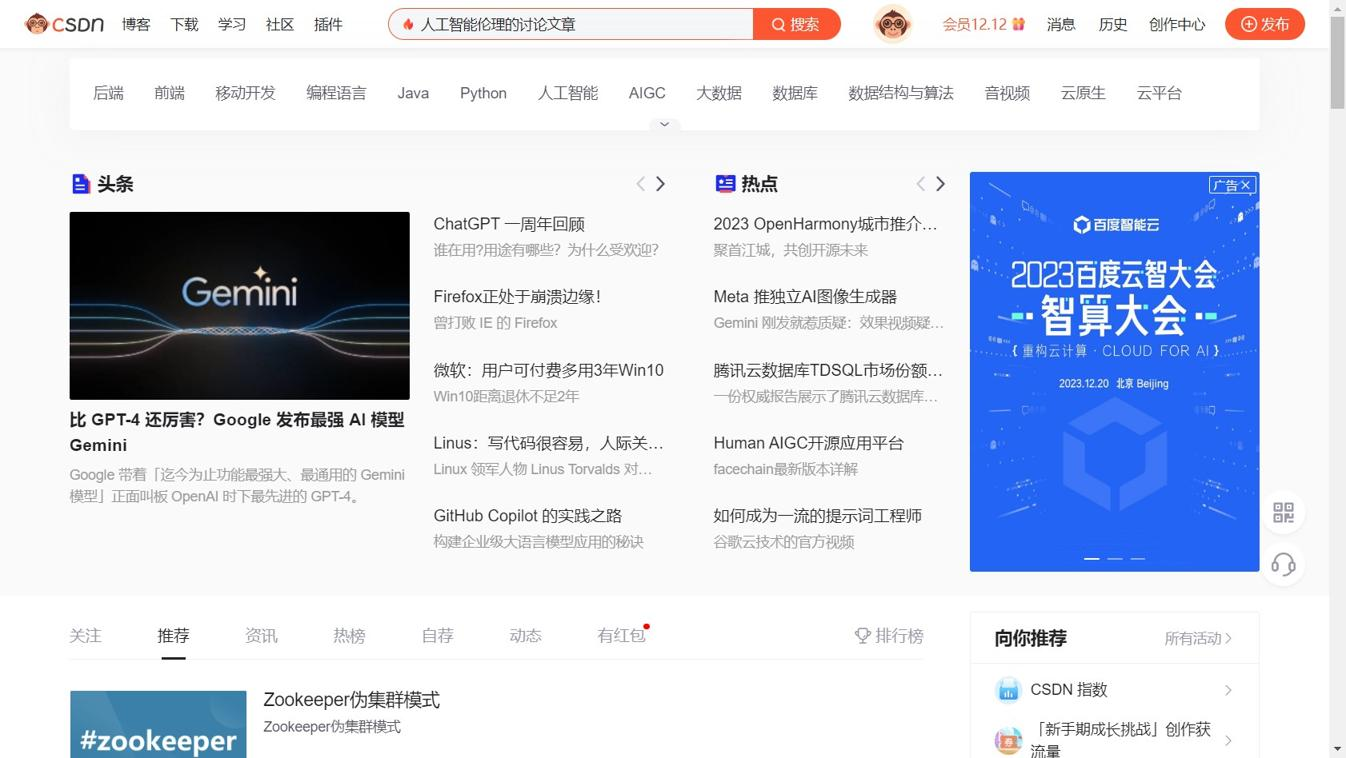 CSDN 博客 下载 学习 社区 插件 人工智能伦理的讨论文章 搜索 会员12.12 消息 历史 创作中心 发布
后端 前端 移动开发 编程语言 Java Python 人工智能 AIGC 大数据 数据库 数据结构与算法 音视频 云原生 云平台
头条
Gemini
比 GPT-4 还厉害？Google 发布最强 AI 模型
Gemini
Google 带着「迄今为止功能最强大、最通用的 Gemini
模型」正面叫板 OpenAI 时下最先进的 GPT-4。
ChatGPT 一周年回顾
谁在用?用途有哪些？为什么受欢迎?
Firefox正处于崩溃边缘！
曾打败 IE 的 Firefox
微软：用户可付费多用3年Win10
Win10距离退休不足2年
Linus：写代码很容易，人际关…
Linux 领军人物 Linus Torvalds 对…
GitHub Copilot 的实践之路
构建企业级大语言模型应用的秘诀
热点
2023 OpenHarmony城市推介…
聚首江城，共创开源未来
Meta 推独立AI图像生成器
Gemini 刚发就惹质疑：效果视频疑…
腾讯云数据库TDSQL市场份额…
一份权威报告展示了腾讯云数据库…
Human AIGC开源应用平台
facechain最新版本详解
如何成为一流的提示词工程师
谷歌云技术的官方视频
广告
百度智能云
2023百度云智大会
智算大会
{ 重构云计算 · CLOUD FOR AI }
2023.12.20 北京 Beijing
关注 推荐 资讯 热榜 自荐 动态 有红包 排行榜
#zookeeper
Zookeeper伪集群模式
Zookeeper伪集群模式
向你推荐 所有活动
CSDN 指数
「新手期成长挑战」创作获
流量